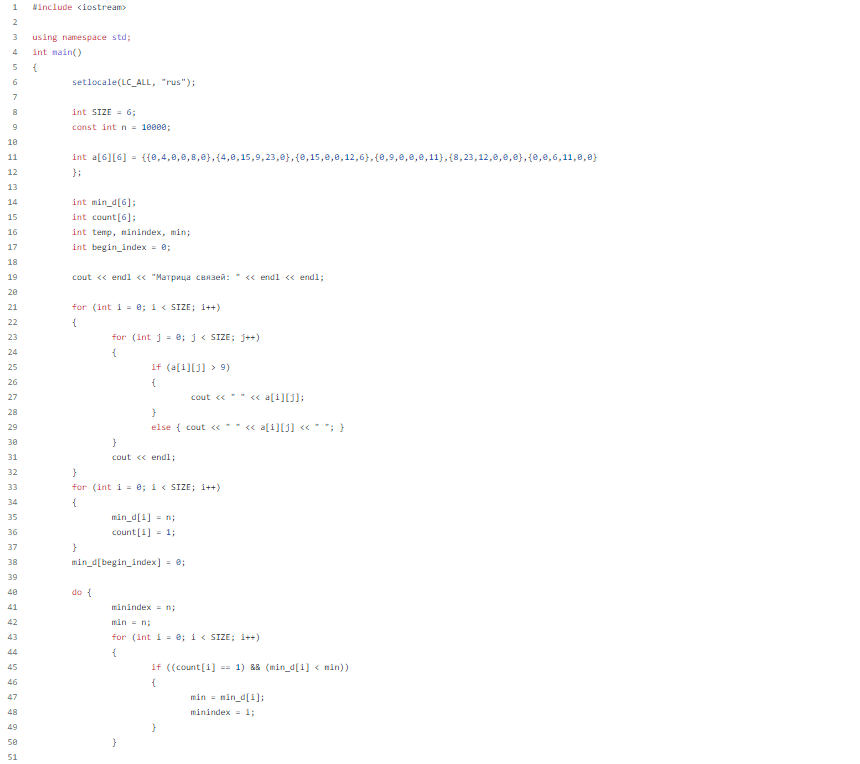 1 #include <iostream>
2
3 using namespace std;
4 int main()
5 {
6 setlocale(LC_ALL, "rus");
7
8 int SIZE = 6;
9 const int n = 10000;
10
11 int a[6][6] = {{0,4,0,0,8,0},{4,0,15,9,23,0},{0,15,0,0,12,6},{0,9,0,0,0,11},{8,23,12,0,0,0},{0,0,6,11,0,0}
12 };
13
14 int min_d[6];
15 int count[6];
16 int temp, minindex, min;
17 int begin_index = 0;
18
19 cout << endl << "Матрица связей: " << endl << endl;
20
21 for (int i = 0; i < SIZE; i++)
22 {
23 for (int j = 0; j < SIZE; j++)
24 {
25 if (a[i][j] > 9)
26 {
27 cout << " " << a[i][j];
28 }
29 else { cout << " " << a[i][j] << " "; }
30 }
31 cout << endl;
32 }
33 for (int i = 0; i < SIZE; i++)
34 {
35 min_d[i] = n;
36 count[i] = 1;
37 }
38 min_d[begin_index] = 0;
39
40 do {
41 minindex = n;
42 min = n;
43 for (int i = 0; i < SIZE; i++)
44 {
45 if ((count[i] == 1) && (min_d[i] < min))
46 {
47 min = min_d[i];
48 minindex = i;
49 }
50 }
51